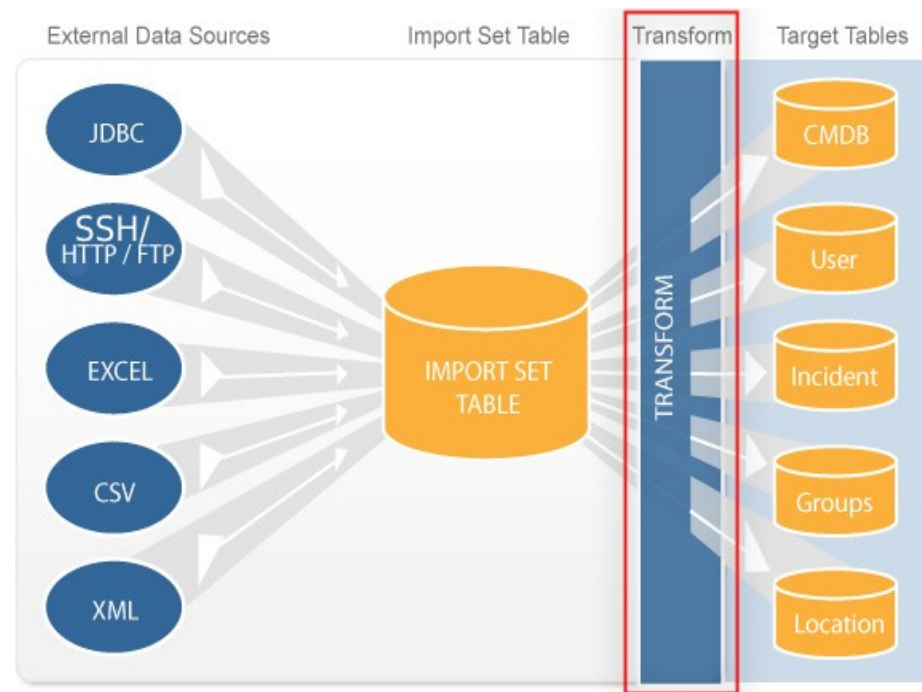 External Data Sources
Import Set Table
Transform
Target Tables
JDBC
SSH/
HTTP / FTP
EXCEL
CSV
XML
IMPORT SET
TABLE
TRANSFORM
CMDB
User
Incident
Groups
Location